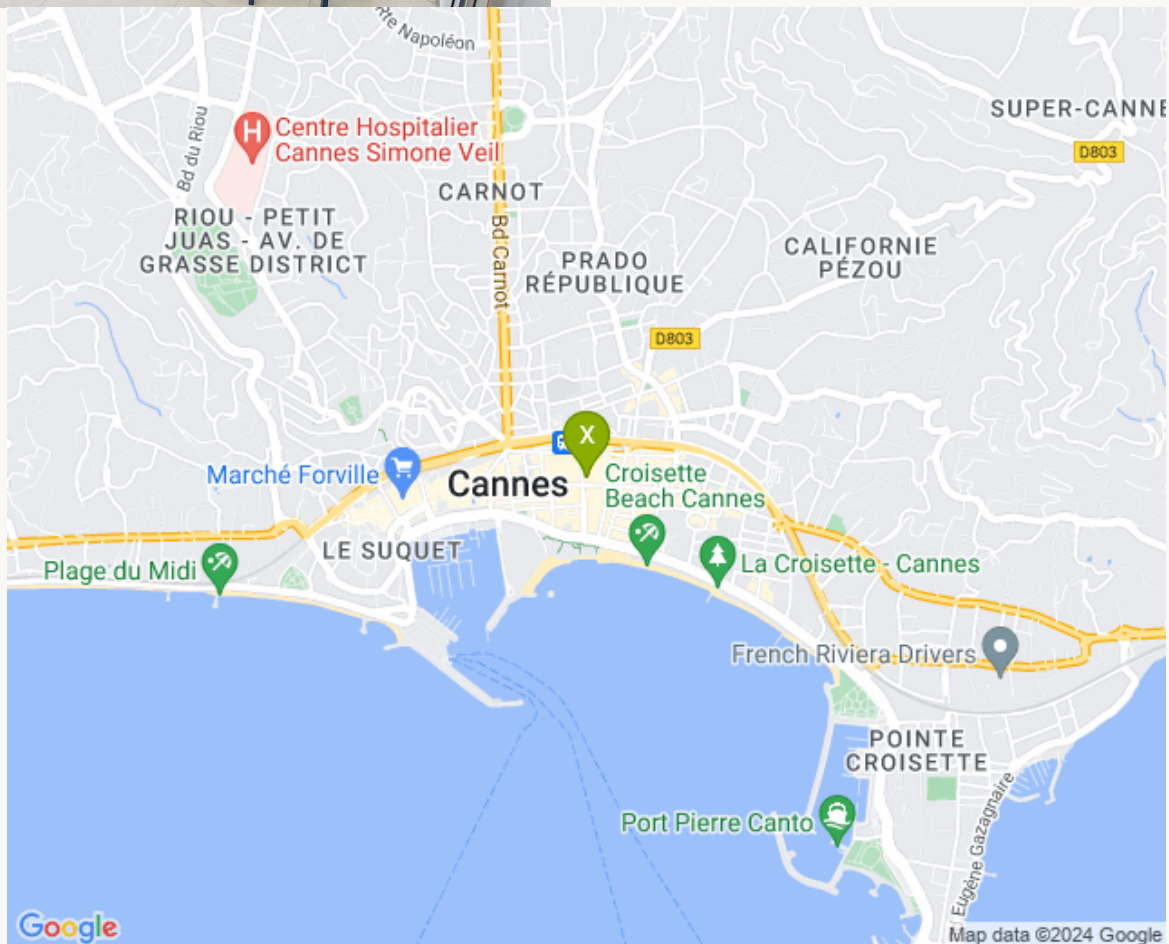 Rte Napoléon
SUPER-CANNE
D803
Centre Hospitalier
Cannes Simone Veil
Bd du Riou
CARNOT
RIOU - PETIT
JUAS - AV. DE
GRASSE DISTRICT
Bd Carnot
PRADO
RÉPUBLIQUE
CALIFORNIE
PÉZOU
D803
X
Marché Forville
Cannes
Croisette
Beach Cannes
LE SUQUET
Plage du Midi
La Croisette - Cannes
French Riviera Drivers
POINTE
CROISETTE
Port Pierre Canto
Eugène Gazagnaire
Google
Map data ©2024 Google
H